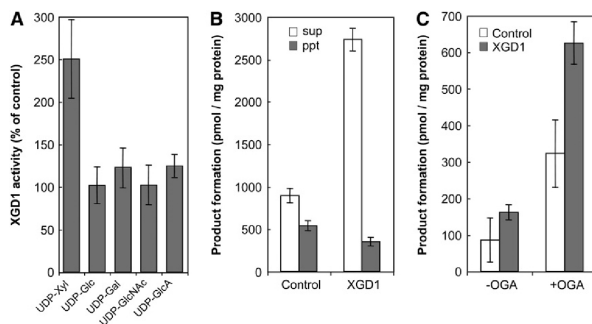 A
XGD1 activity (% of control)
300
250
200
150
100
50
0
UDP-Xyl
UDP-Glc
UDP-Gal
UDP-GlcNAc
UDP-GlcA
B
Product formation (pmol / mg protein)
3000
2500
2000
1500
1000
500
0
sup
ppt
Control
XGD1
C
Product formation (pmol / mg protein)
700
600
500
400
300
200
100
0
Control
XGD1
-OGA
+OGA